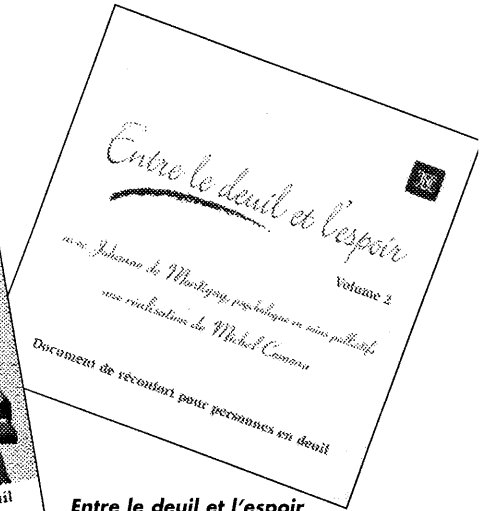 Entre le deuil et l'espoir
Volume 2
avec Johanne de Montigny, psychologue en soins palliatifs
une réalisation de Michel
Document de réconfort pour personnes en deuil
Entre le deuil et l'espoir